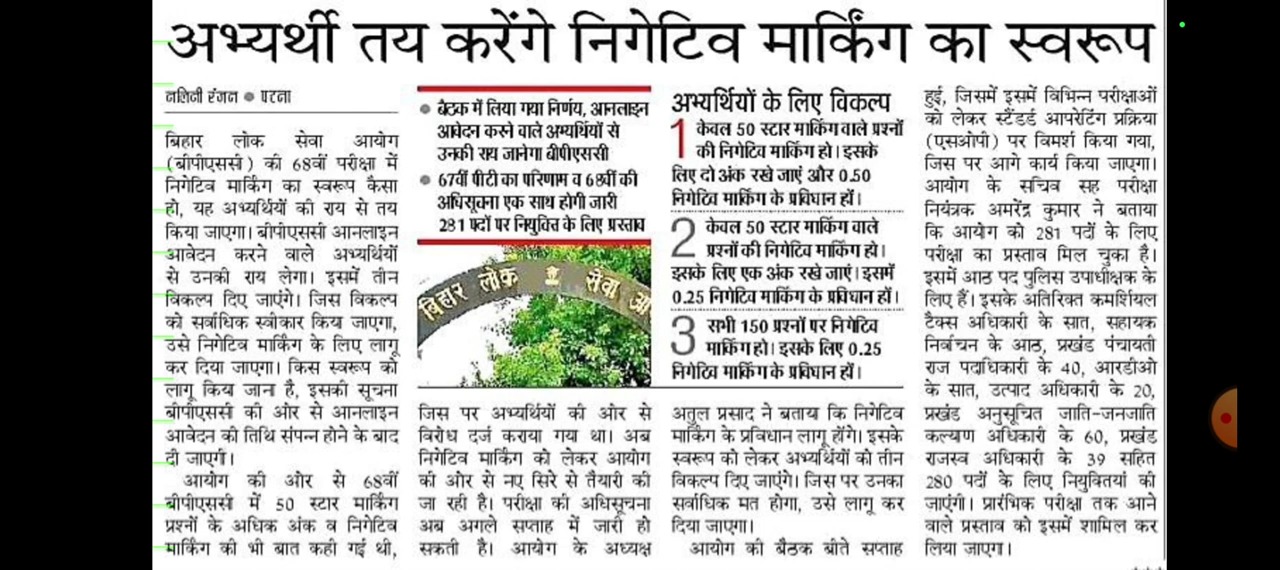 अभ्यर्थी तय करेंगे निगेटिव मार्किंग का स्वरूप
नलिनी रंजन ● पटना
बिहार लोक सेवा आयोग
(बीपीएससी) की 68वीं परीक्षा में
निगेटिव मार्किंग का स्वरूप कैसा
हो, यह अभ्यर्थियों की राय से तय
किया जाएगा। बीपीएससी आनलाइन
आवेदन करने वाले अभ्यर्थियों
से उनकी राय लेगा। इसमें तीन
विकल्प दिए जाएंगे। जिस विकल्प
को सर्वाधिक स्वीकार किया जाएगा,
उसे निगेटिव मार्किंग के लिए लागू
कर दिया जाएगा। किस स्वरूप को
लागू किया जान है, इसकी सूचना
बीपीएससी की ओर से आनलाइन
आवेदन की तिथि संपन्न होने के बाद
दी जाएगी।
आयोग की ओर से 68वीं
बीपीएससी में 50 स्टार मार्किंग
प्रश्नों के अधिक अंक व निगेटिव
मार्किंग की भी बात कही गई थी,
● बैठक में लिया गया निर्णय, आनलाइन
आवेदन करने वाले अभ्यर्थियों से
उनकी राय जानेगा बीपीएससी
● 67वीं पीटी का परिणाम व 68वीं की
अधिसूचना एक साथ होगी जारी
281 पदों पर नियुक्ति के लिए प्रस्ताव
बिहार लोक सेवा आ
जिस पर अभ्यर्थियों की ओर से
विरोध दर्ज कराया गया था। अब
निगेटिव मार्किंग को लेकर आयोग
की ओर से नए सिरे से तैयारी की
जा रही है। परीक्षा की अधिसूचना
अब अगले सप्ताह में जारी हो
सकती है। आयोग के अध्यक्ष
अभ्यर्थियों के लिए विकल्प
1 केवल 50 स्टार मार्किंग वाले प्रश्नों
की निगेटिव मार्किंग हो। इसके
लिए दो अंक रखे जाएं और 0.50
निगेटिव मार्किंग के प्रविधान हों।
2 केवल 50 स्टार मार्किंग वाले
प्रश्नों की निगेटिव मार्किंग हो।
इसके लिए एक अंक रखे जाएं। इसमें
0.25 निगेटिव मार्किंग के प्रविधान हों।
3 सभी 150 प्रश्नों पर निगेटिव
मार्किंग हो। इसके लिए 0.25
निगेटिव मार्किंग के प्रविधान हों।
अतुल प्रसाद ने बताया कि निगेटिव
मार्किंग के प्रविधान लागू होंगे। इसके
स्वरूप को लेकर अभ्यर्थियों को तीन
विकल्प दिए जाएंगे। जिस पर उनका
सर्वाधिक मत होगा, उसे लागू कर
दिया जाएगा।
आयोग की बैठक बीते सप्ताह
हुई, जिसमें इसमें विभिन्न परीक्षाओं
को लेकर स्टैंडर्ड आपरेटिंग प्रक्रिया
(एसओपी) पर विमर्श किया गया,
जिस पर आगे कार्य किया जाएगा।
आयोग के सचिव सह परीक्षा
नियंत्रक अमरेंद्र कुमार ने बताया
कि आयोग को 281 पदों के लिए
परीक्षा का प्रस्ताव मिल चुका है।
इसमें आठ पद पुलिस उपाधीक्षक के
लिए हैं। इसके अतिरिक्त कमर्शियल
टैक्स अधिकारी के सात, सहायक
निर्वाचन के आठ, प्रखंड पंचायती
राज पदाधिकारी के 40, आरडीओ
के सात, उत्पाद अधिकारी के 20,
प्रखंड अनुसूचित जाति-जनजाति
कल्याण अधिकारी के 60, प्रखंड
राजस्व अधिकारी के 39 सहित
280 पदों के लिए नियुक्तियां की
जाएंगी। प्रारंभिक परीक्षा तक आने
वाले प्रस्ताव को इसमें शामिल कर
लिया जाएगा।